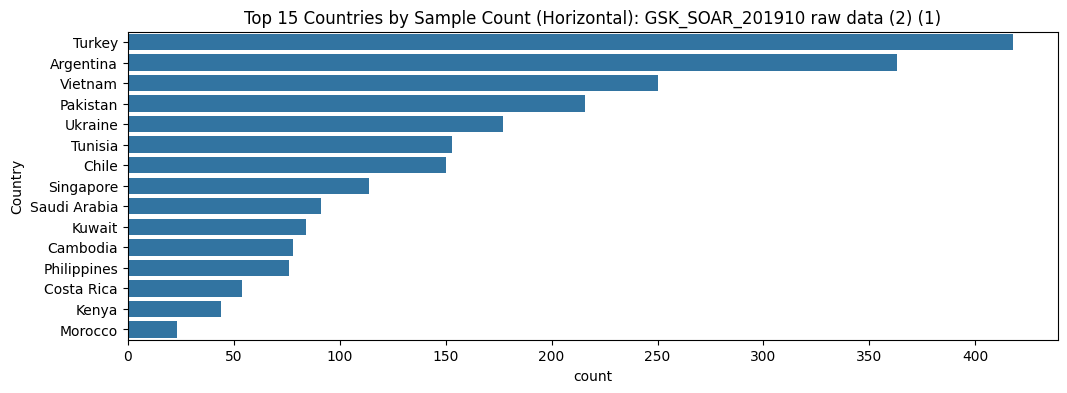 Top 15 Countries by Sample Count (Horizontal): GSK_SOAR_201910 raw data (2) (1)
Country
Turkey
Argentina
Vietnam
Pakistan
Ukraine
Tunisia
Chile
Singapore
Saudi Arabia
Kuwait
Cambodia
Philippines
Costa Rica
Kenya
Morocco
0 50 100 150 200 250 300 350 400
count